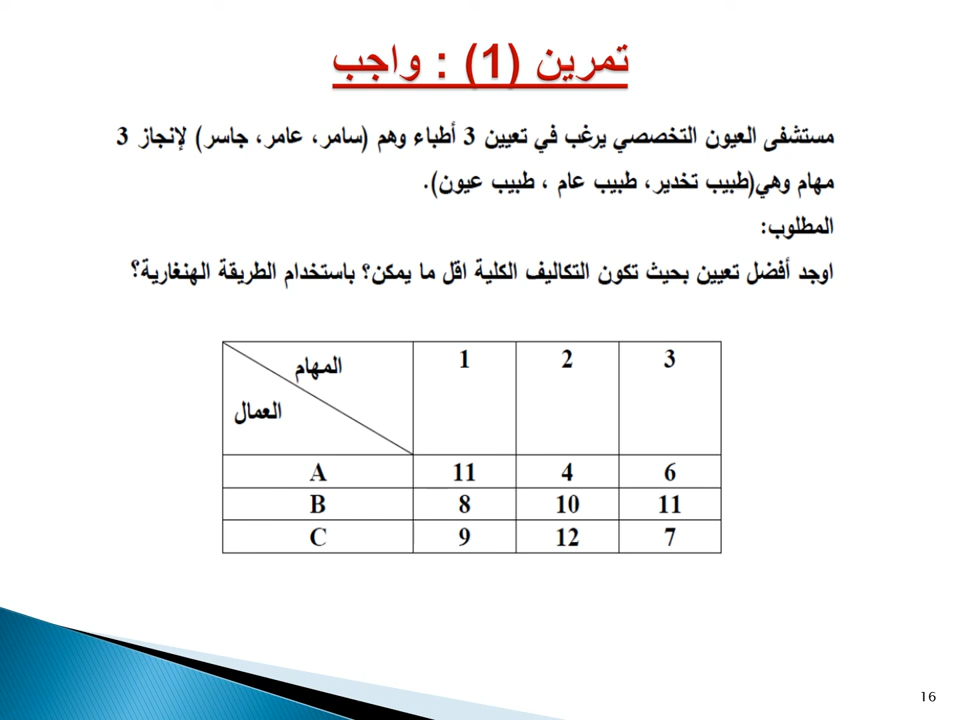 تمرين (1) : واجب
مستشفى العيون التخصصي يرغب في تعيين 3 أطباء وهم (سامر، عامر، جاسر) لإنجاز 3
مهام وهي(طبيب تخدير، طبيب عام ، طبيب عيون).
المطلوب:
اوجد أفضل تعيين بحيث تكون التكاليف الكلية اقل ما يمكن؟ باستخدام الطريقة الهنغارية؟
المهام 1 2 3
العمال
A 11 4 6
B 8 10 11
C 9 12 7
16